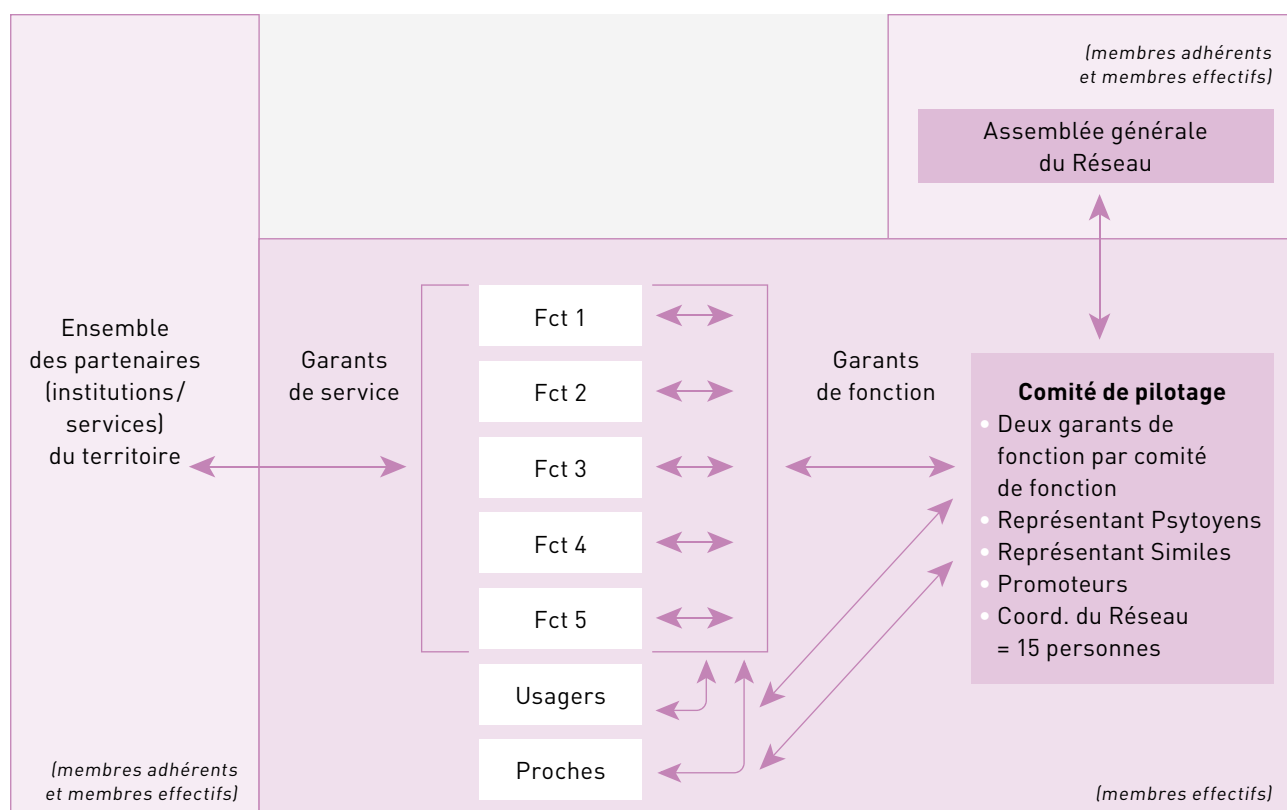 (membres adhérents
et membres effectifs)
Assemblée générale
du Réseau
Ensemble
des partenaires
(institutions/
services)
du territoire
Garants
de service
Fct 1
Fct 2
Fct 3
Fct 4
Fct 5
Usagers
Proches
Garants
de fonction
Comité de pilotage
• Deux garants de
fonction par comité
de fonction
• Représentant Psytoyens
• Représentant Similes
• Promoteurs
• Coord. du Réseau
= 15 personnes
(membres adhérents
et membres effectifs)
(membres effectifs)